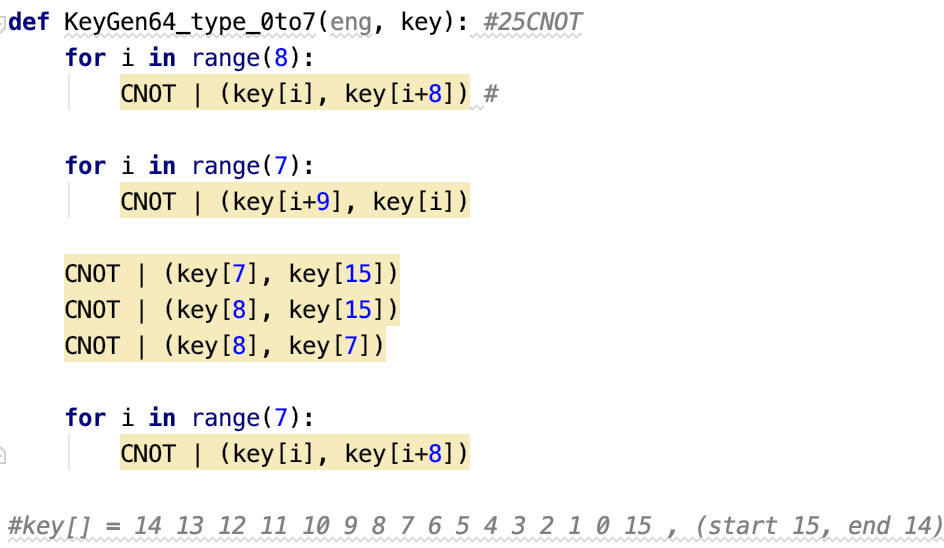 def KeyGen64_type_0to7(eng, key): #25CNOT
    for i in range(8):
        CNOT | (key[i], key[i+8]) #
    for i in range(7):
        CNOT | (key[i+9], key[i])
    CNOT | (key[7], key[15])
    CNOT | (key[8], key[15])
    CNOT | (key[8], key[7])
    for i in range(7):
        CNOT | (key[i], key[i+8])
#key[] = 14 13 12 11 10 9 8 7 6 5 4 3 2 1 0 15 , (start 15, end 14)